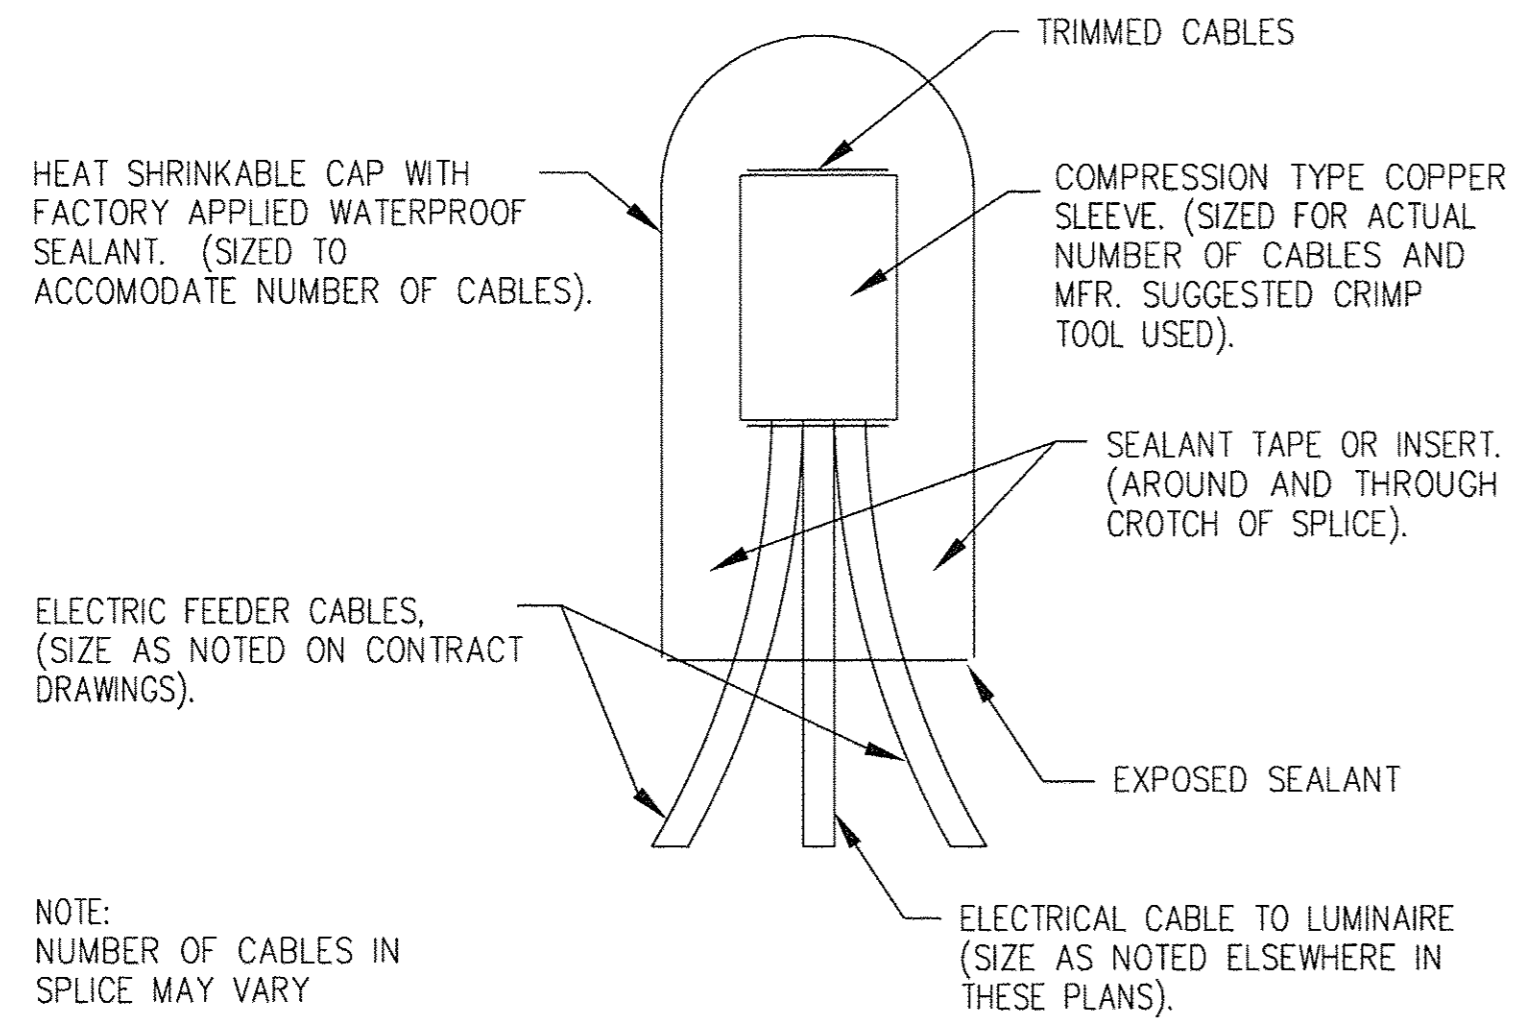 TRIMMED CABLES
HEAT SHRINKABLE CAP WITH
FACTORY APPLIED WATERPROOF
SEALANT. (SIZED TO
ACCOMODATE NUMBER OF CABLES).
COMPRESSION TYPE COPPER
SLEEVE. (SIZED FOR ACTUAL
NUMBER OF CABLES AND
MFR. SUGGESTED CRIMP
TOOL USED).
SEALANT TAPE OR INSERT.
(AROUND AND THROUGH
CROTCH OF SPLICE).
ELECTRIC FEEDER CABLES,
(SIZE AS NOTED ON CONTRACT
DRAWINGS).
EXPOSED SEALANT
ELECTRICAL CABLE TO LUMINAIRE
(SIZE AS NOTED ELSEWHERE IN
THESE PLANS).
NOTE:
NUMBER OF CABLES IN
SPLICE MAY VARY